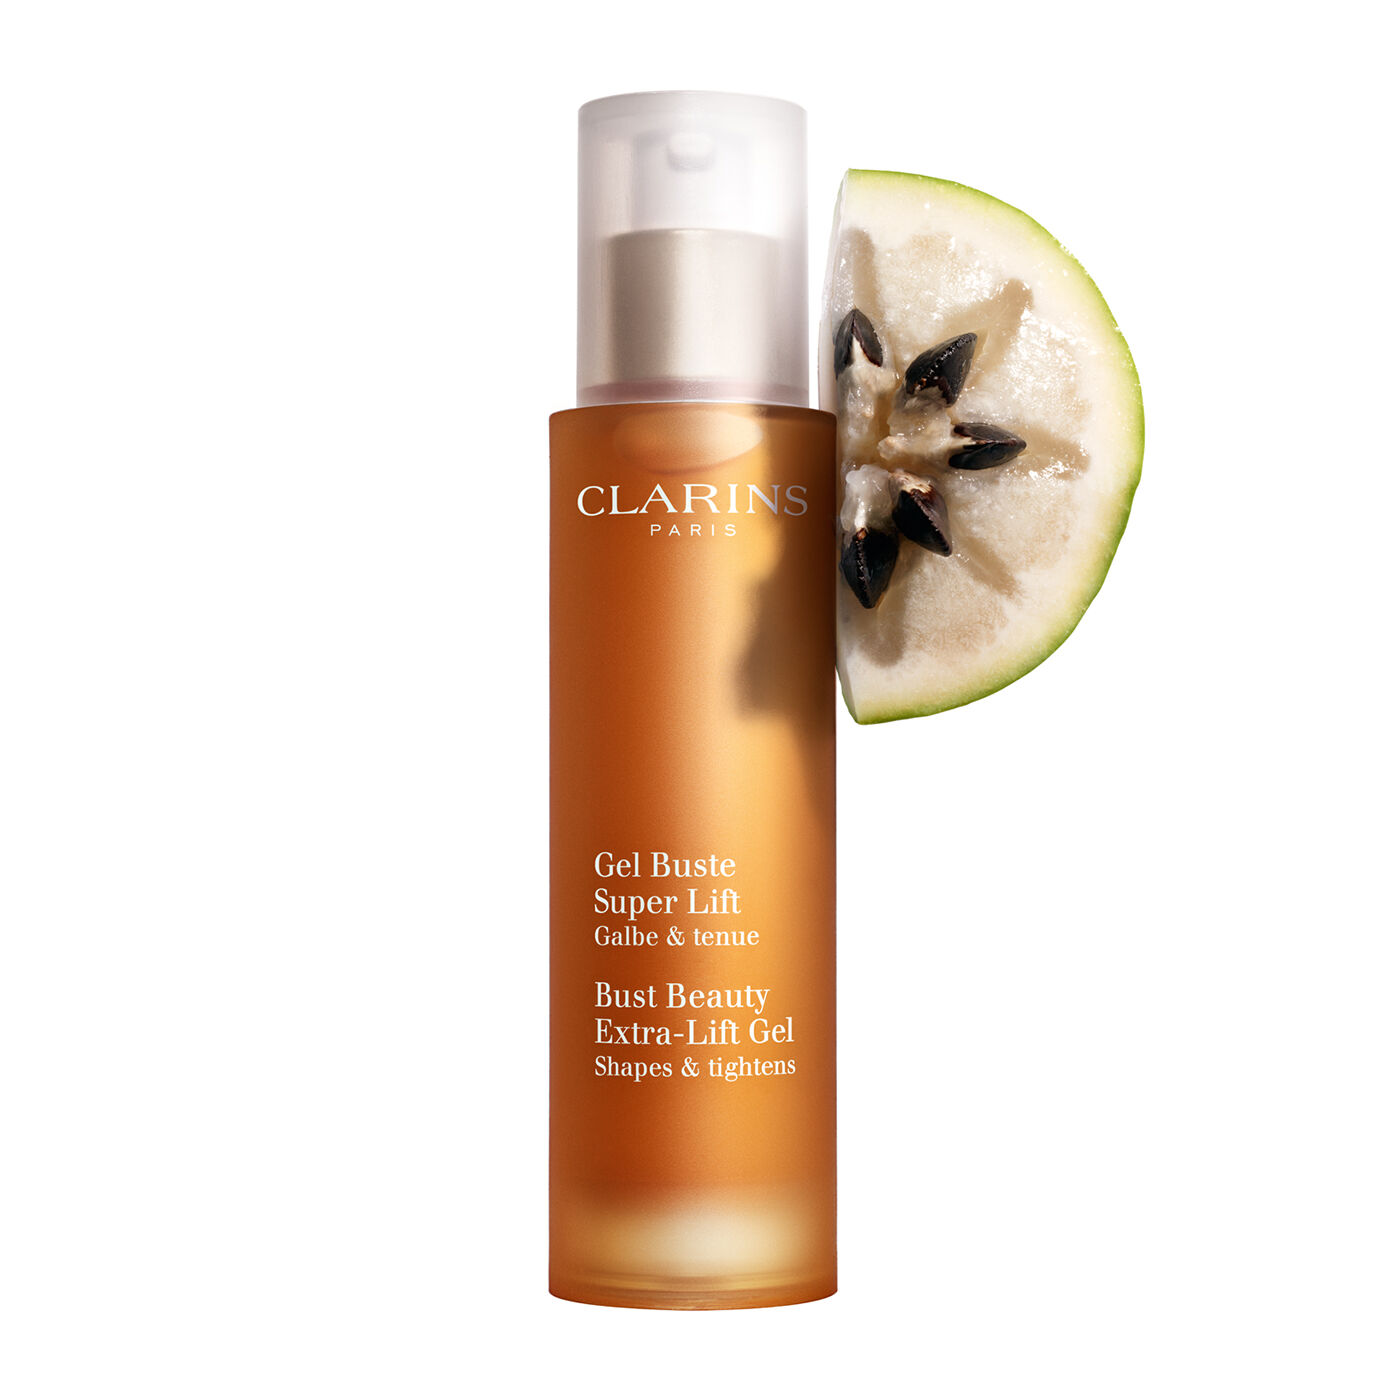 CLARINS
PARIS
Gel Buste
Super Lift
Galbe & tenue
Bust Beauty
Extra-Lift Gel
Shapes & tightens